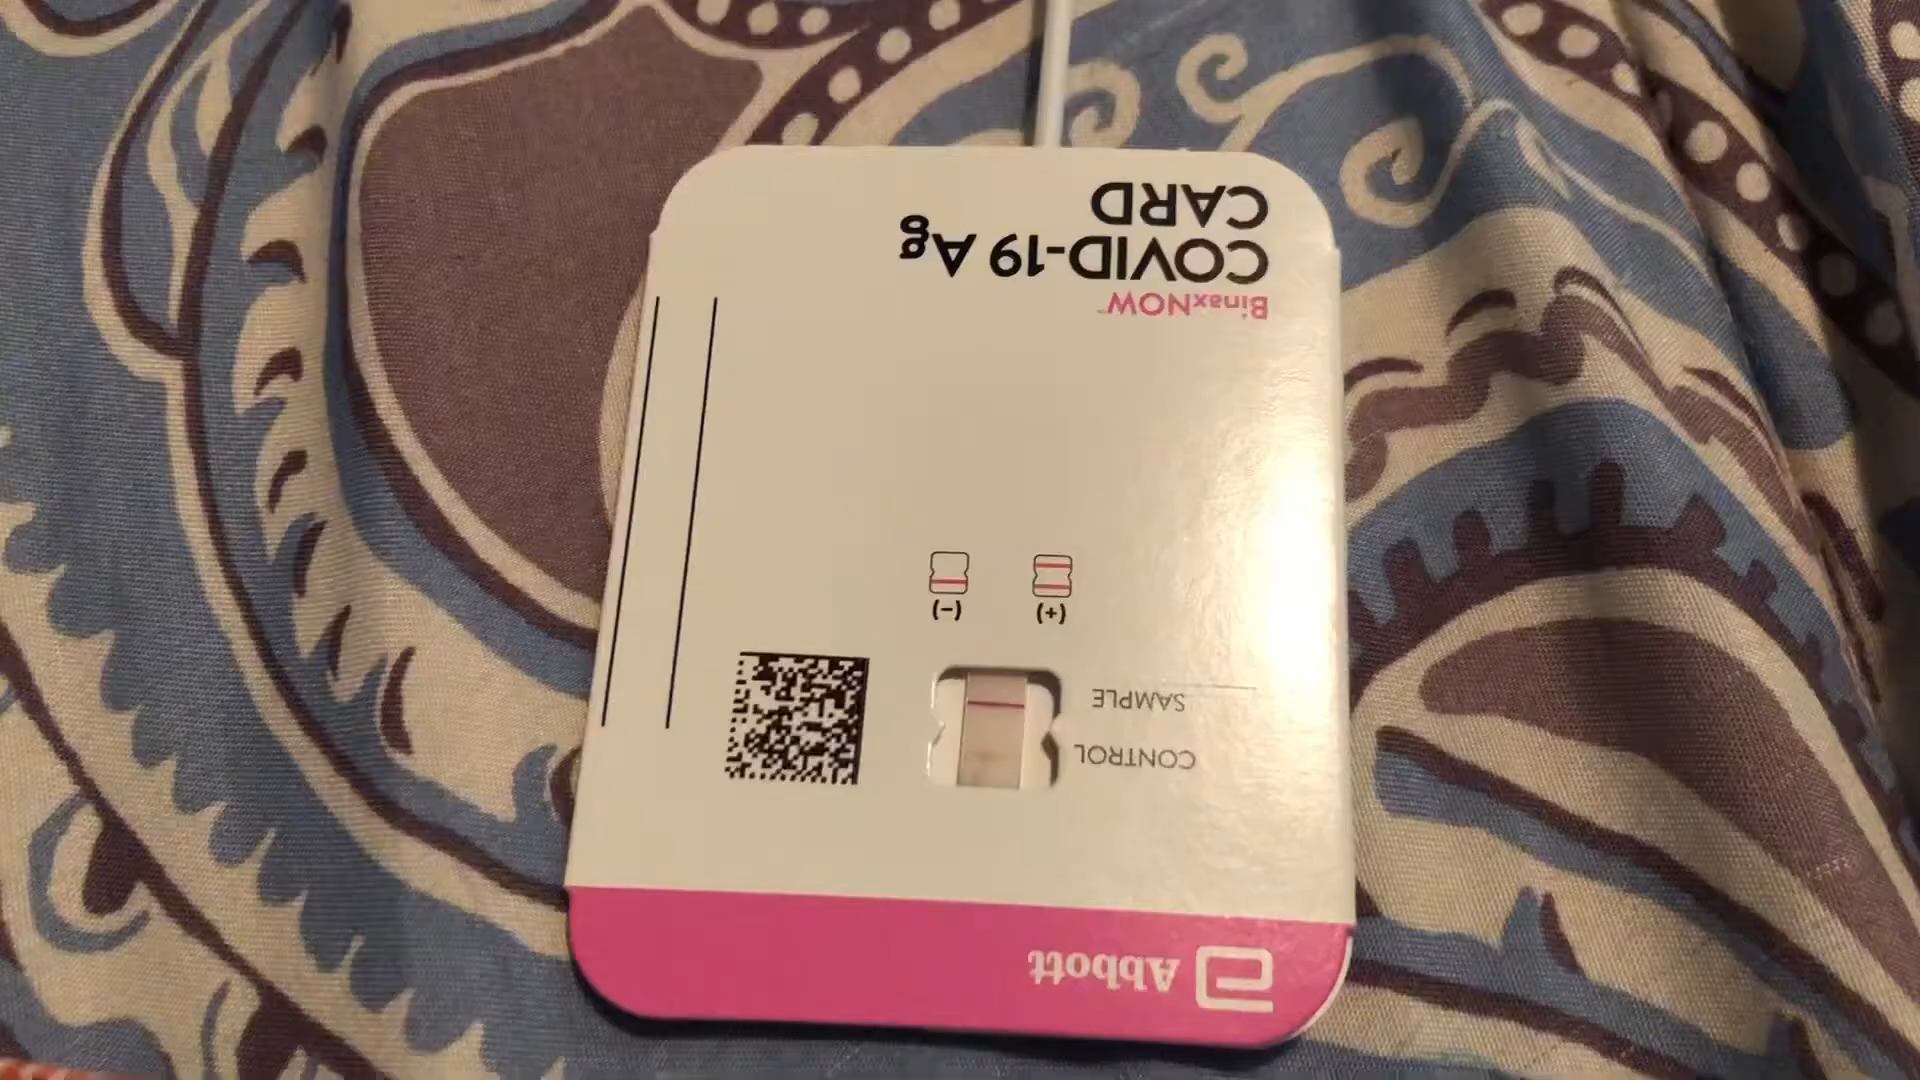 Abbott
CONTROL
SAMPLE
(+) (-)
BinaxNOW™
COVID-19 Ag
CARD